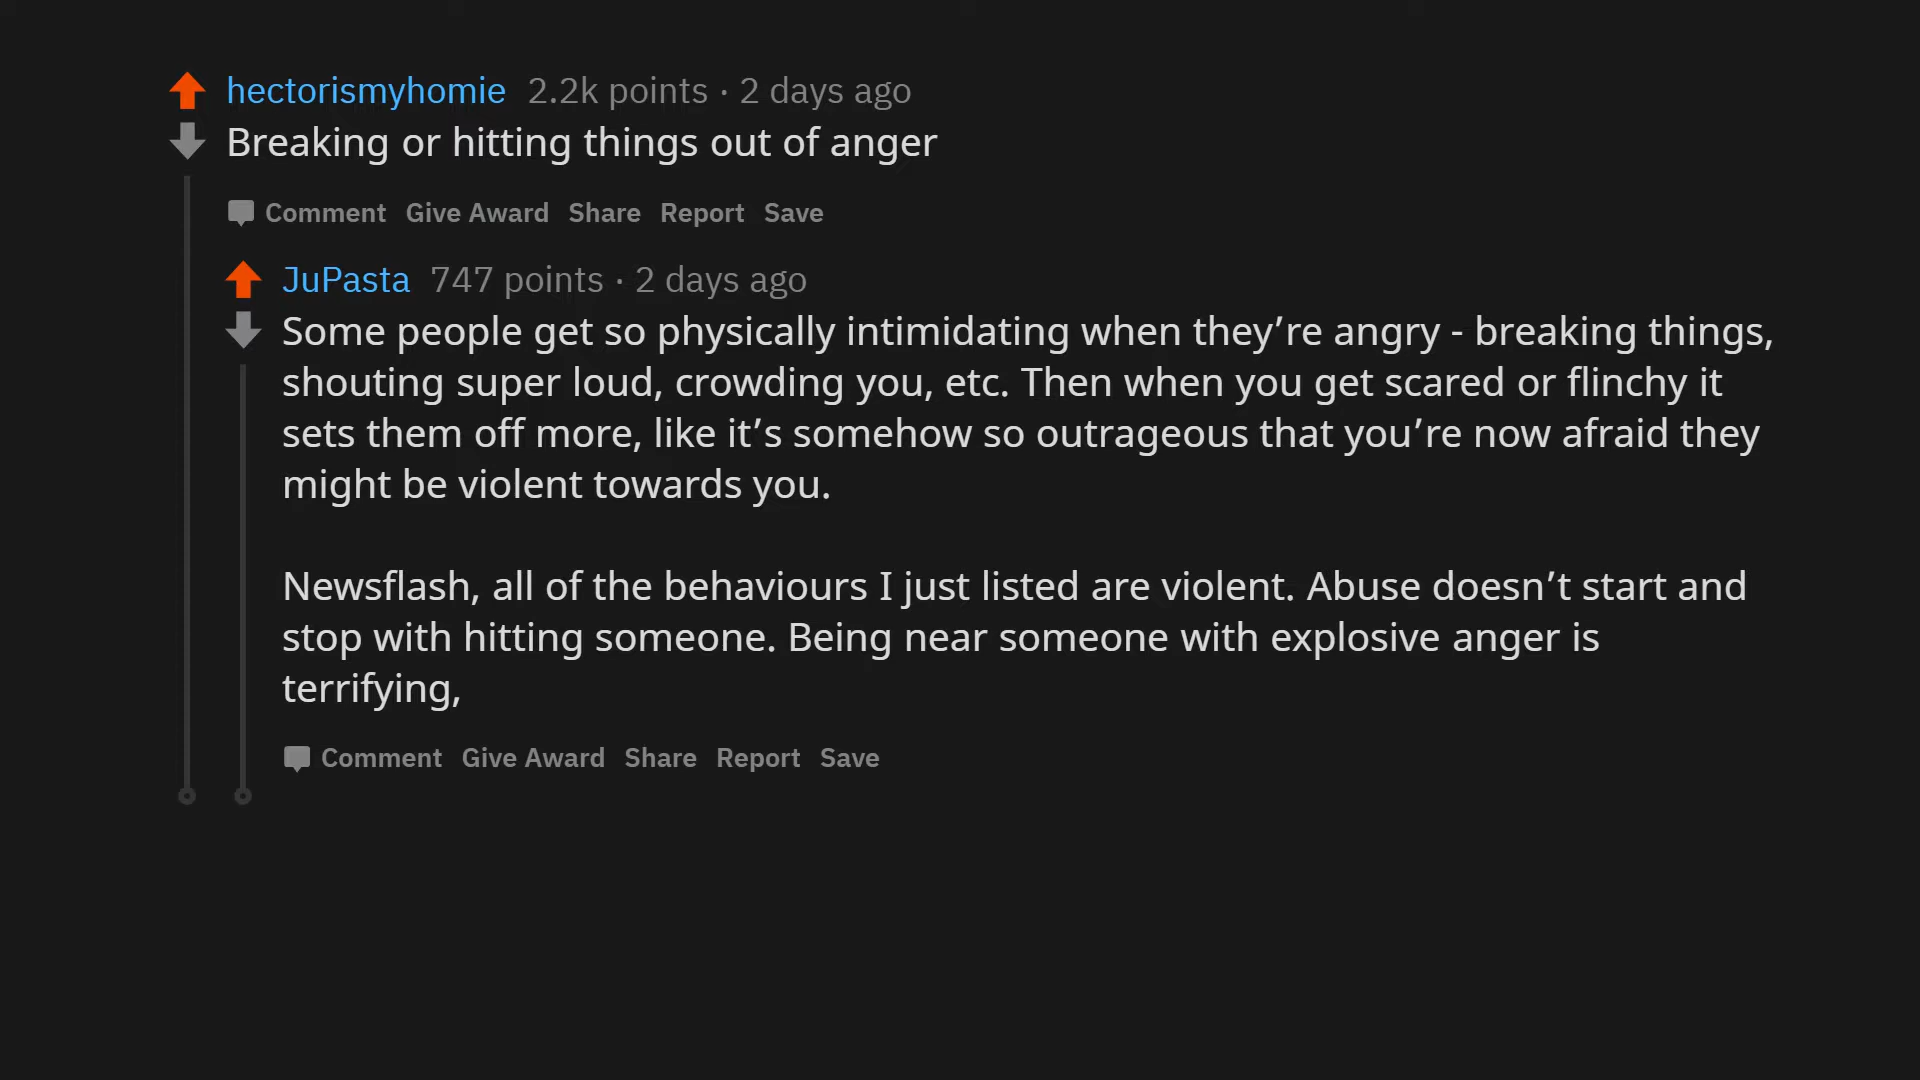 hectorismyhomie 2.2k points · 2 days ago
Breaking or hitting things out of anger
Comment Give Award Share Report Save
JuPasta 747 points · 2 days ago
Some people get so physically intimidating when they’re angry - breaking things,
shouting super loud, crowding you, etc. Then when you get scared or flinchy it
sets them off more, like it’s somehow so outrageous that you’re now afraid they
might be violent towards you.
Newsflash, all of the behaviours I just listed are violent. Abuse doesn’t start and
stop with hitting someone. Being near someone with explosive anger is
terrifying,
Comment Give Award Share Report Save